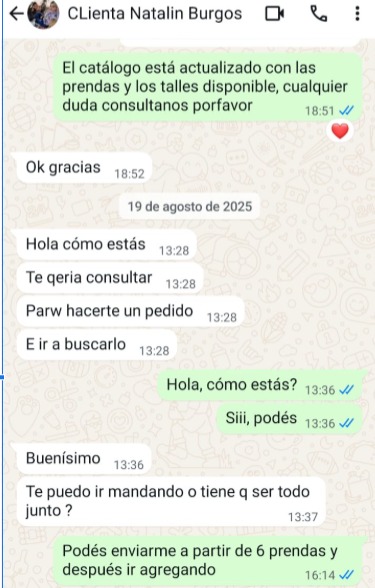 CLienta Natalin Burgos
El catálogo está actualizado con las
prendas y los talles disponible, cualquier
duda consultanos porfavor
18:51
Ok gracias 18:52
19 de agosto de 2025
Hola cómo estás 13:28
Te qeria consultar 13:28
Parw hacerte un pedido 13:28
E ir a buscarlo 13:28
Hola, cómo estás? 13:36
Siii, podés 13:36
Buenísimo 13:36
Te puedo ir mandando o tiene q ser todo
junto ?
13:37
Podés enviarme a partir de 6 prendas y
después ir agregando
16:14